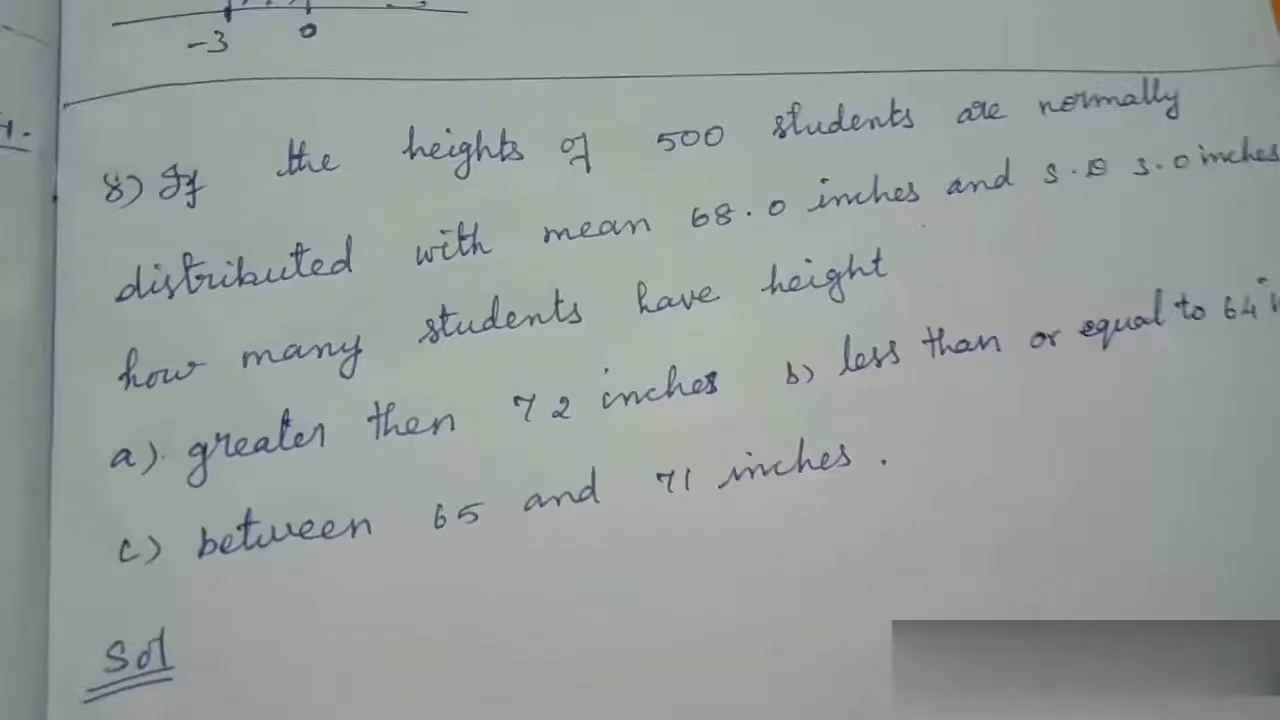 -3 0
8) If the heights of 500 students are normally
distributed with mean 68.0 inches and S.D 3.0 inches
how many students have height
a). greater then 72 inches b) less than or equal to 64"
c) between 65 and 71 inches.
Sol